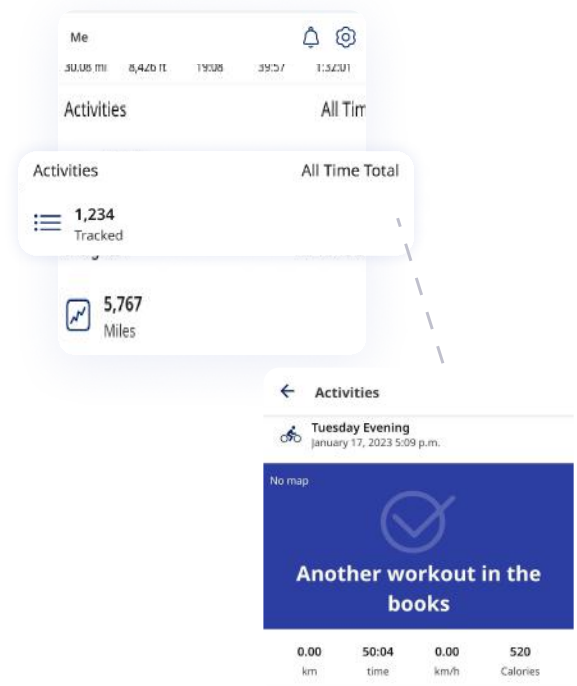 Me
30.08 mi 8,426 ft 19:08 39:57 1:32:01
Activities All Tim
Activities All Time Total
1,234
Tracked
5,767
Miles
Activities
Tuesday Evening
January 17, 2023 5:09 p.m.
No map
Another workout in the
books
0.00 50:04 0.00 520
km time km/h Calories